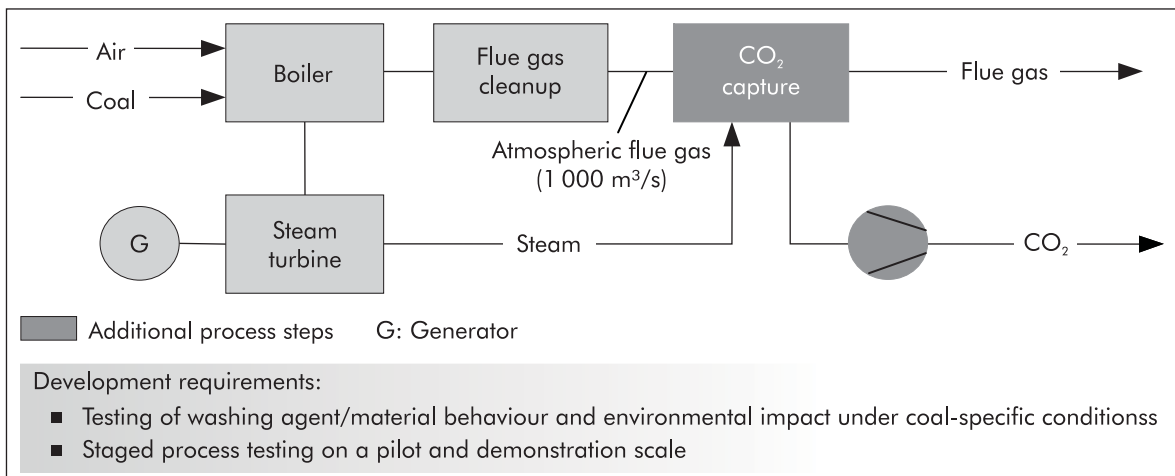 Air
Coal
Boiler
Flue gas
cleanup
CO₂
capture
Flue gas
Atmospheric flue gas
(1 000 m³/s)
G
Steam
turbine
Steam
CO₂
Additional process steps G: Generator
Development requirements:
■ Testing of washing agent/material behaviour and environmental impact under coal-specific conditionss
■ Staged process testing on a pilot and demonstration scale